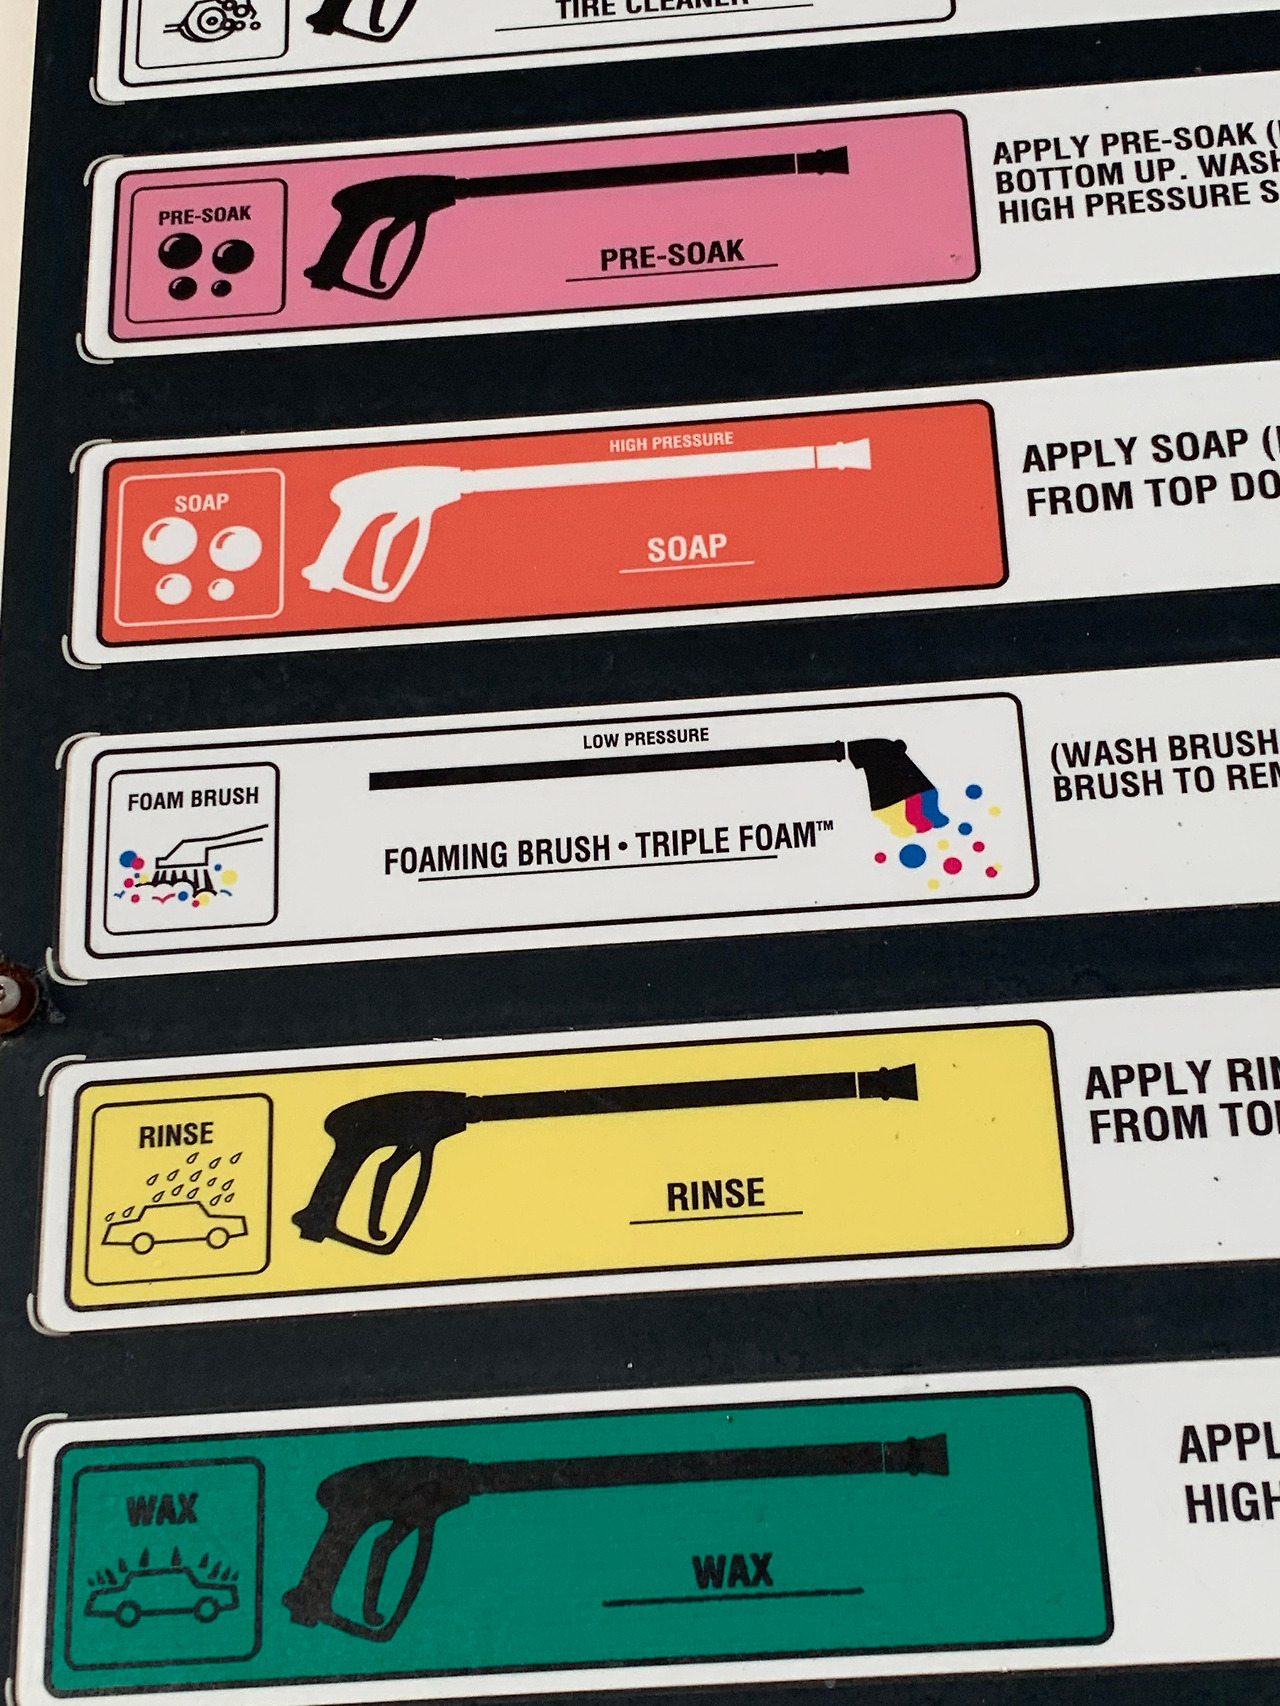 TIRE CLEANER
PRE-SOAK
PRE-SOAK
APPLY PRE-SOAK (
BOTTOM UP. WASH
HIGH PRESSURE S
HIGH PRESSURE
SOAP
SOAP
APPLY SOAP (
FROM TOP DO
LOW PRESSURE
FOAM BRUSH
FOAMING BRUSH • TRIPLE FOAM™
(WASH BRUSH
BRUSH TO REM
RINSE
RINSE
APPLY RIN
FROM TO
WAX
WAX
APPL
HIGH